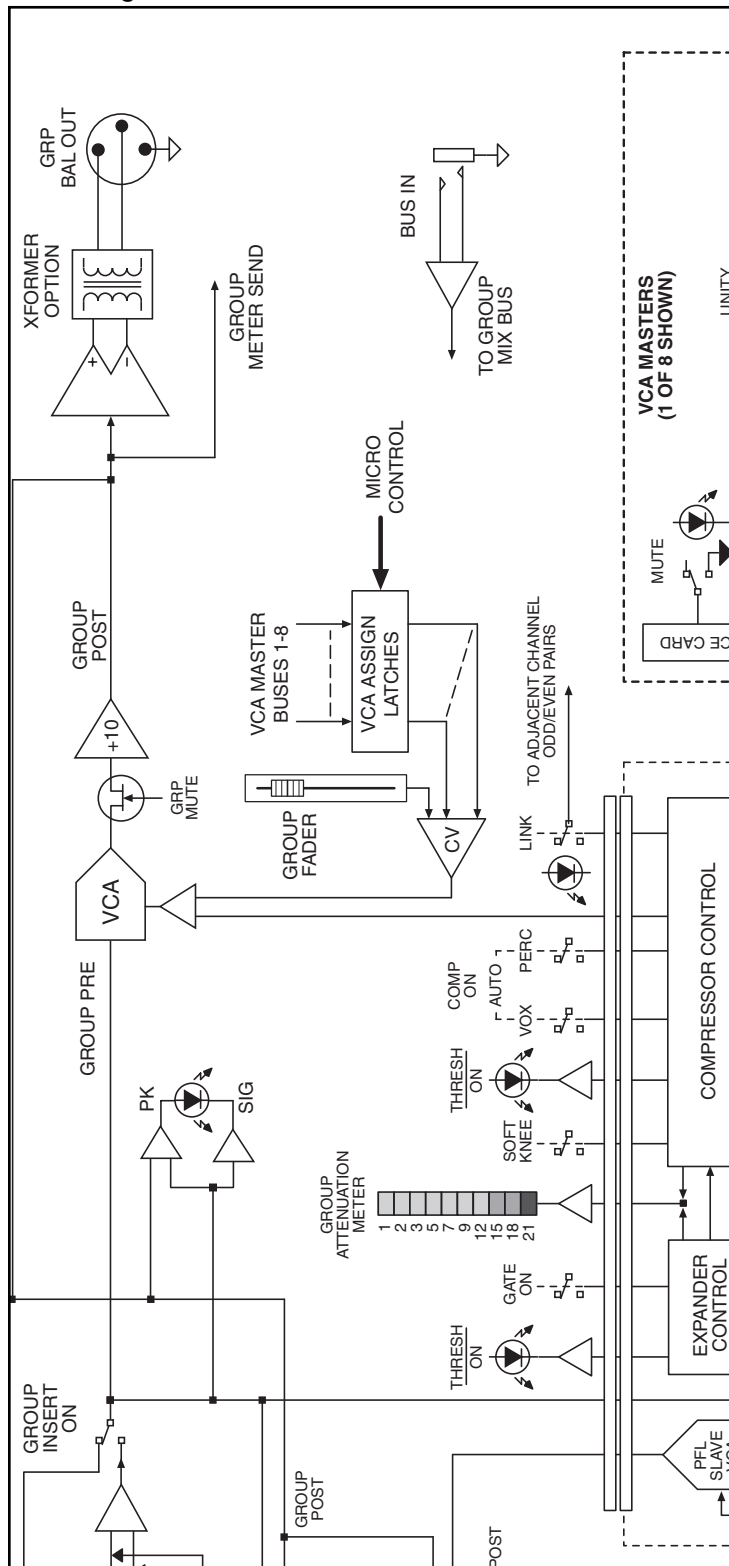 GRP
BAL OUT
XFORMER
OPTION
+
−
GROUP
METER SEND
BUS IN
TO GROUP
MIX BUS
VCA MASTERS
(1 OF 8 SHOWN)
UNITY
MUTE
CE CARD
MICRO
CONTROL
GROUP
POST
+10
GRP
MUTE
VCA MASTER
BUSES 1-8
VCA ASSIGN
LATCHES
TO ADJACENT CHANNEL
ODD/EVEN PAIRS
GROUP
FADER
CV
LINK
VCA
GROUP PRE
COMP
ON
AUTO
PERC
VOX
COMPRESSOR CONTROL
PK
SIG
THRESH
ON
SOFT
KNEE
GROUP
ATTENUATION
METER
1
2
3
5
7
9
12
15
18
21
GATE
ON
EXPANDER
CONTROL
THRESH
ON
GROUP
INSERT
ON
GROUP
POST
POST
PFL
SLAVE
VCA